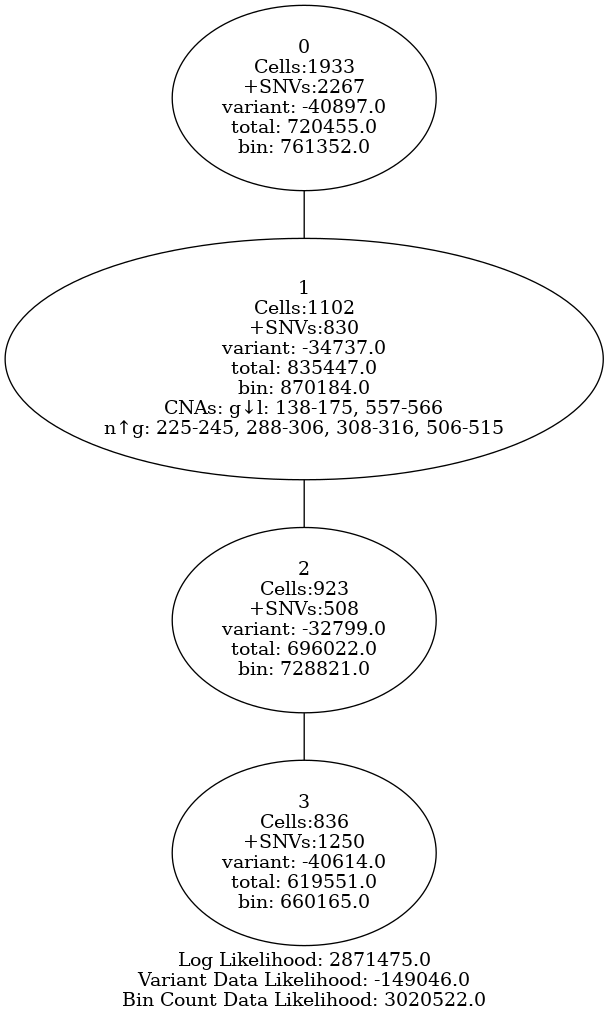 0
Cells:1933
+SNVs:2267
variant: -40897.0
total: 720455.0
bin: 761352.0
1
Cells:1102
+SNVs:830
variant: -34737.0
total: 835447.0
bin: 870184.0
CNAs: g↓l: 138-175, 557-566
n↑g: 225-245, 288-306, 308-316, 506-515
2
Cells:923
+SNVs:508
variant: -32799.0
total: 696022.0
bin: 728821.0
3
Cells:836
+SNVs:1250
variant: -40614.0
total: 619551.0
bin: 660165.0
Log Likelihood: 2871475.0
Variant Data Likelihood: -149046.0
Bin Count Data Likelihood: 3020522.0